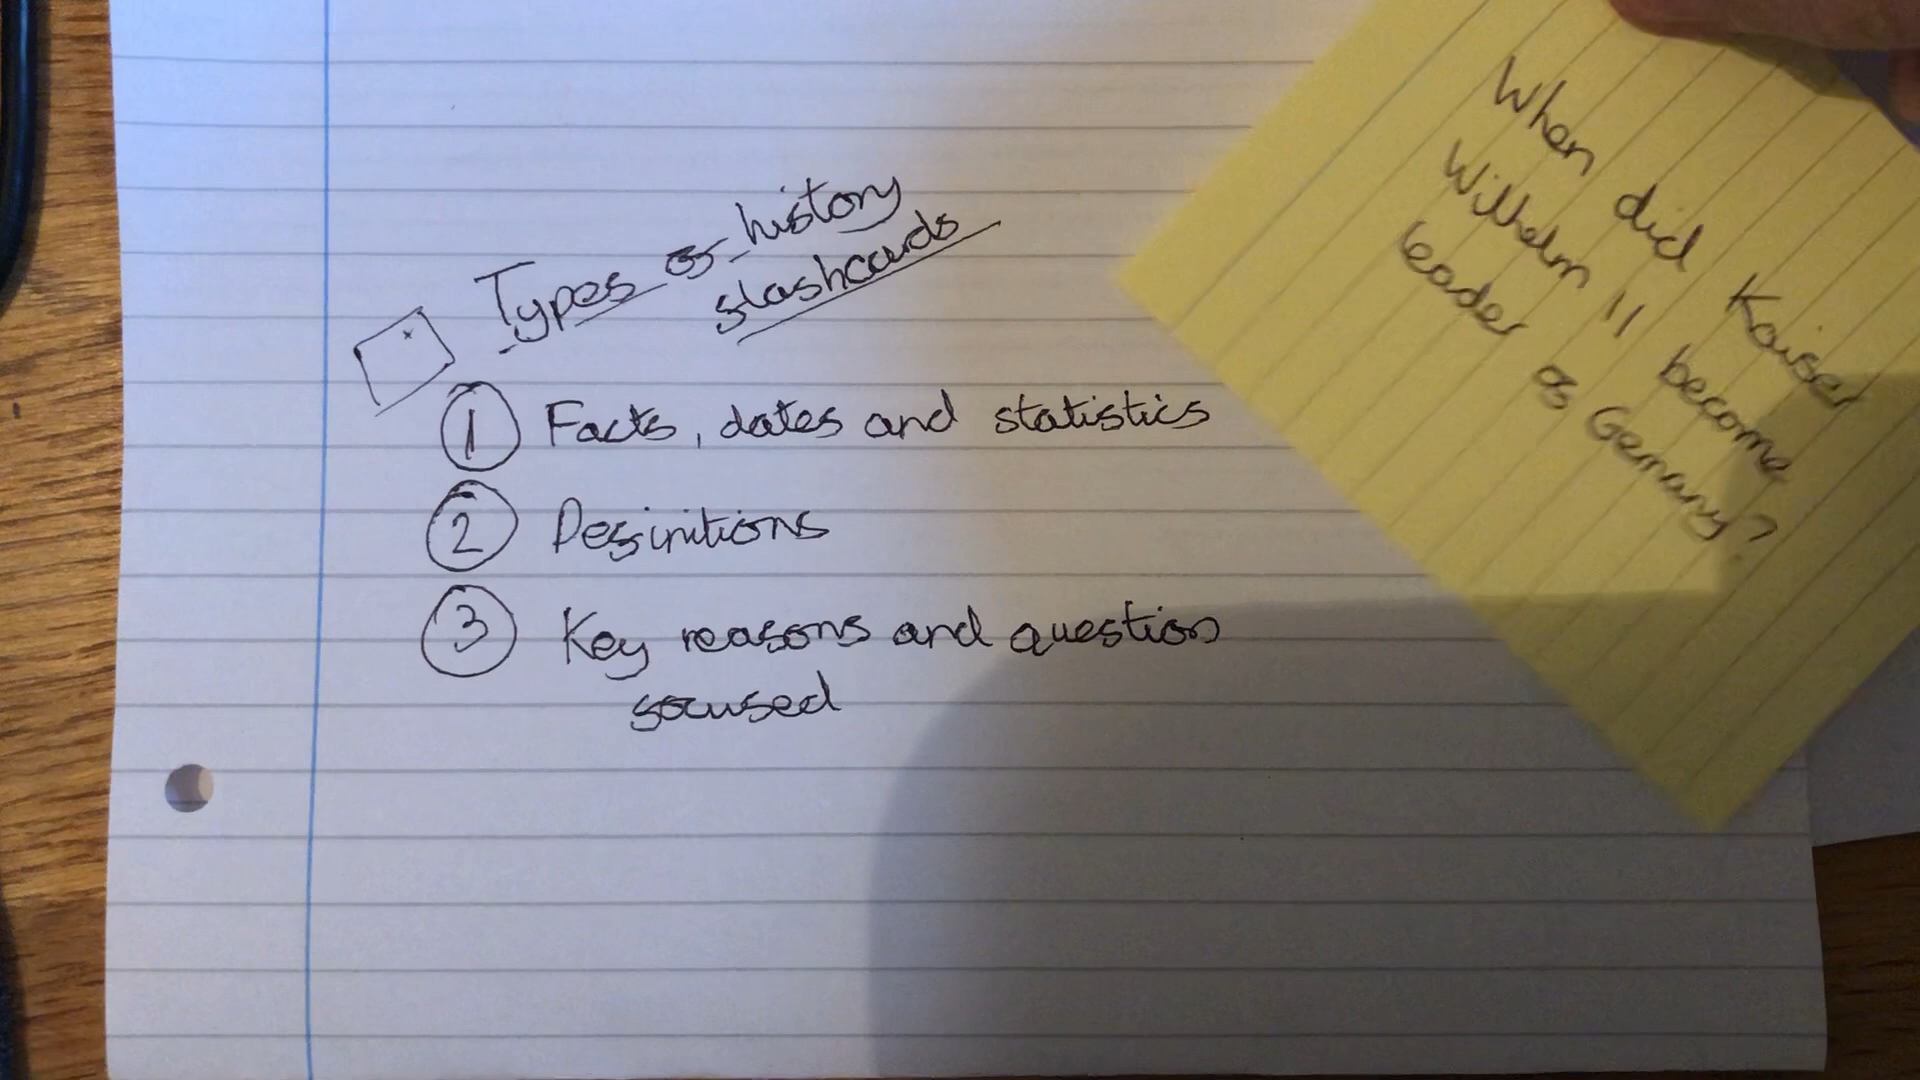 Types of history
flashcards
1 Facts, dates and statistics
2 Definitions
3 Key reasons and question
focused
When did Kaiser
Wilhelm II become
leader of Germany?